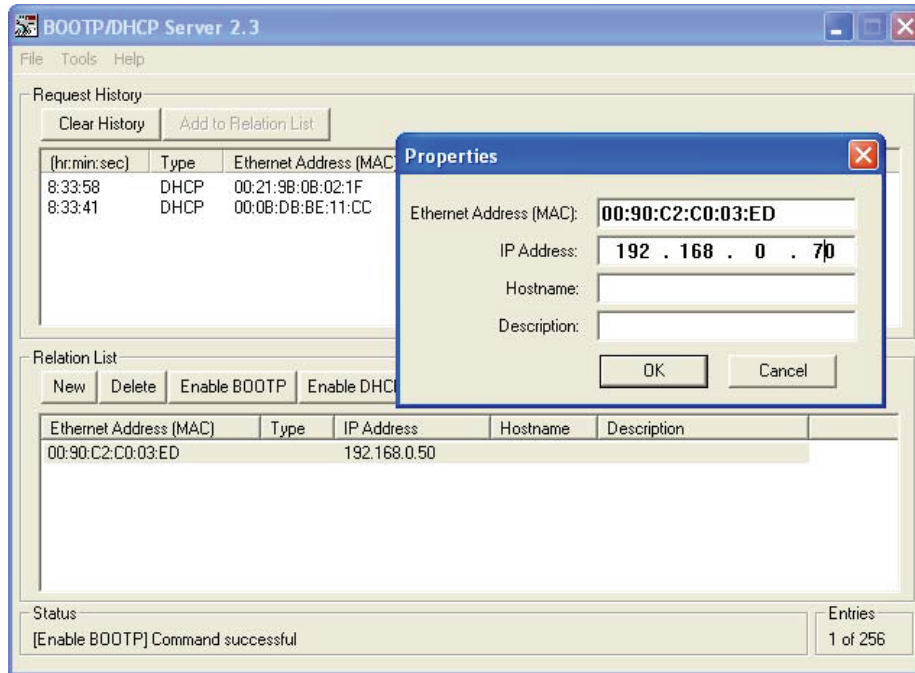 BOOTP/DHCP Server 2.3
File Tools Help
Request History
Clear History Add to Relation List
(hr:min:sec) Type Ethernet Address (MAC)
8:33:58 DHCP 00:21:9B:0B:02:1F
8:33:41 DHCP 00:0B:DB:BE:11:CC
Properties
Ethernet Address (MAC): 00:90:C2:C0:03:ED
IP Address: 192 . 168 . 0 . 70
Hostname:
Description:
OK Cancel
Relation List
New Delete Enable BOOTP Enable DHC
Ethernet Address (MAC) Type IP Address Hostname Description
00:90:C2:C0:03:ED 192.168.0.50
Status
[Enable BOOTP] Command successful
Entries
1 of 256